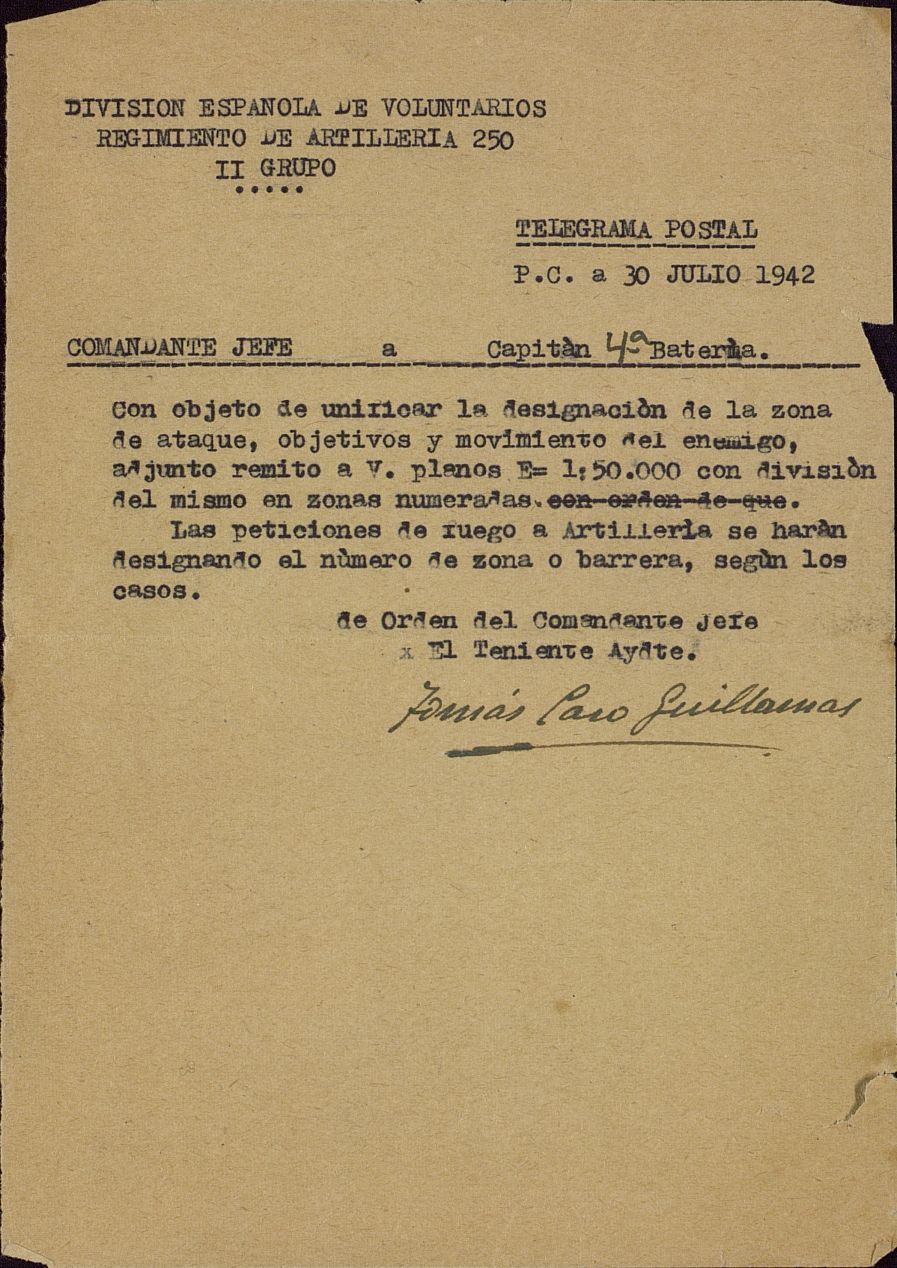 DIVISION ESPANOLA DE VOLUNTARIOS
REGIMIENTO DE ARTILLERIA 250
II GRUPO
.....
TELEGRAMA POSTAL
P.C. a 30 JULIO 1942
COMANDANTE JEFE a Capitàn 4ª Baterìa.
Con objeto de unificar la designaciòn de la zona
de ataque, objetivos y movimiento del enemigo,
adjunto remito a V. planos E= 1:50.000 con divisiòn
del mismo en zonas numeradas. con orden de que.
Las peticiones de fuego a Artillerìa se haràn
designando el nùmero de zona o barrera, segùn los
casos.
de Orden del Comandante Jefe
x El Teniente Aydte.
Tomás Caro Guillamas